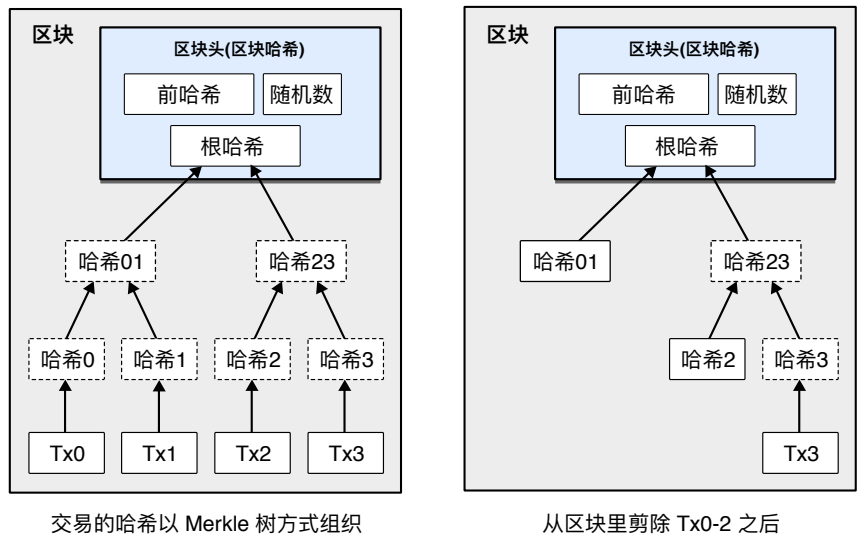 区块
区块头(区块哈希)
前哈希
随机数
根哈希
哈希01
哈希23
哈希0
哈希1
哈希2
哈希3
Tx0
Tx1
Tx2
Tx3
交易的哈希以 Merkle 树方式组织
区块
区块头(区块哈希)
前哈希
随机数
根哈希
哈希01
哈希23
哈希2
哈希3
Tx3
从区块里剪除 Tx0-2 之后